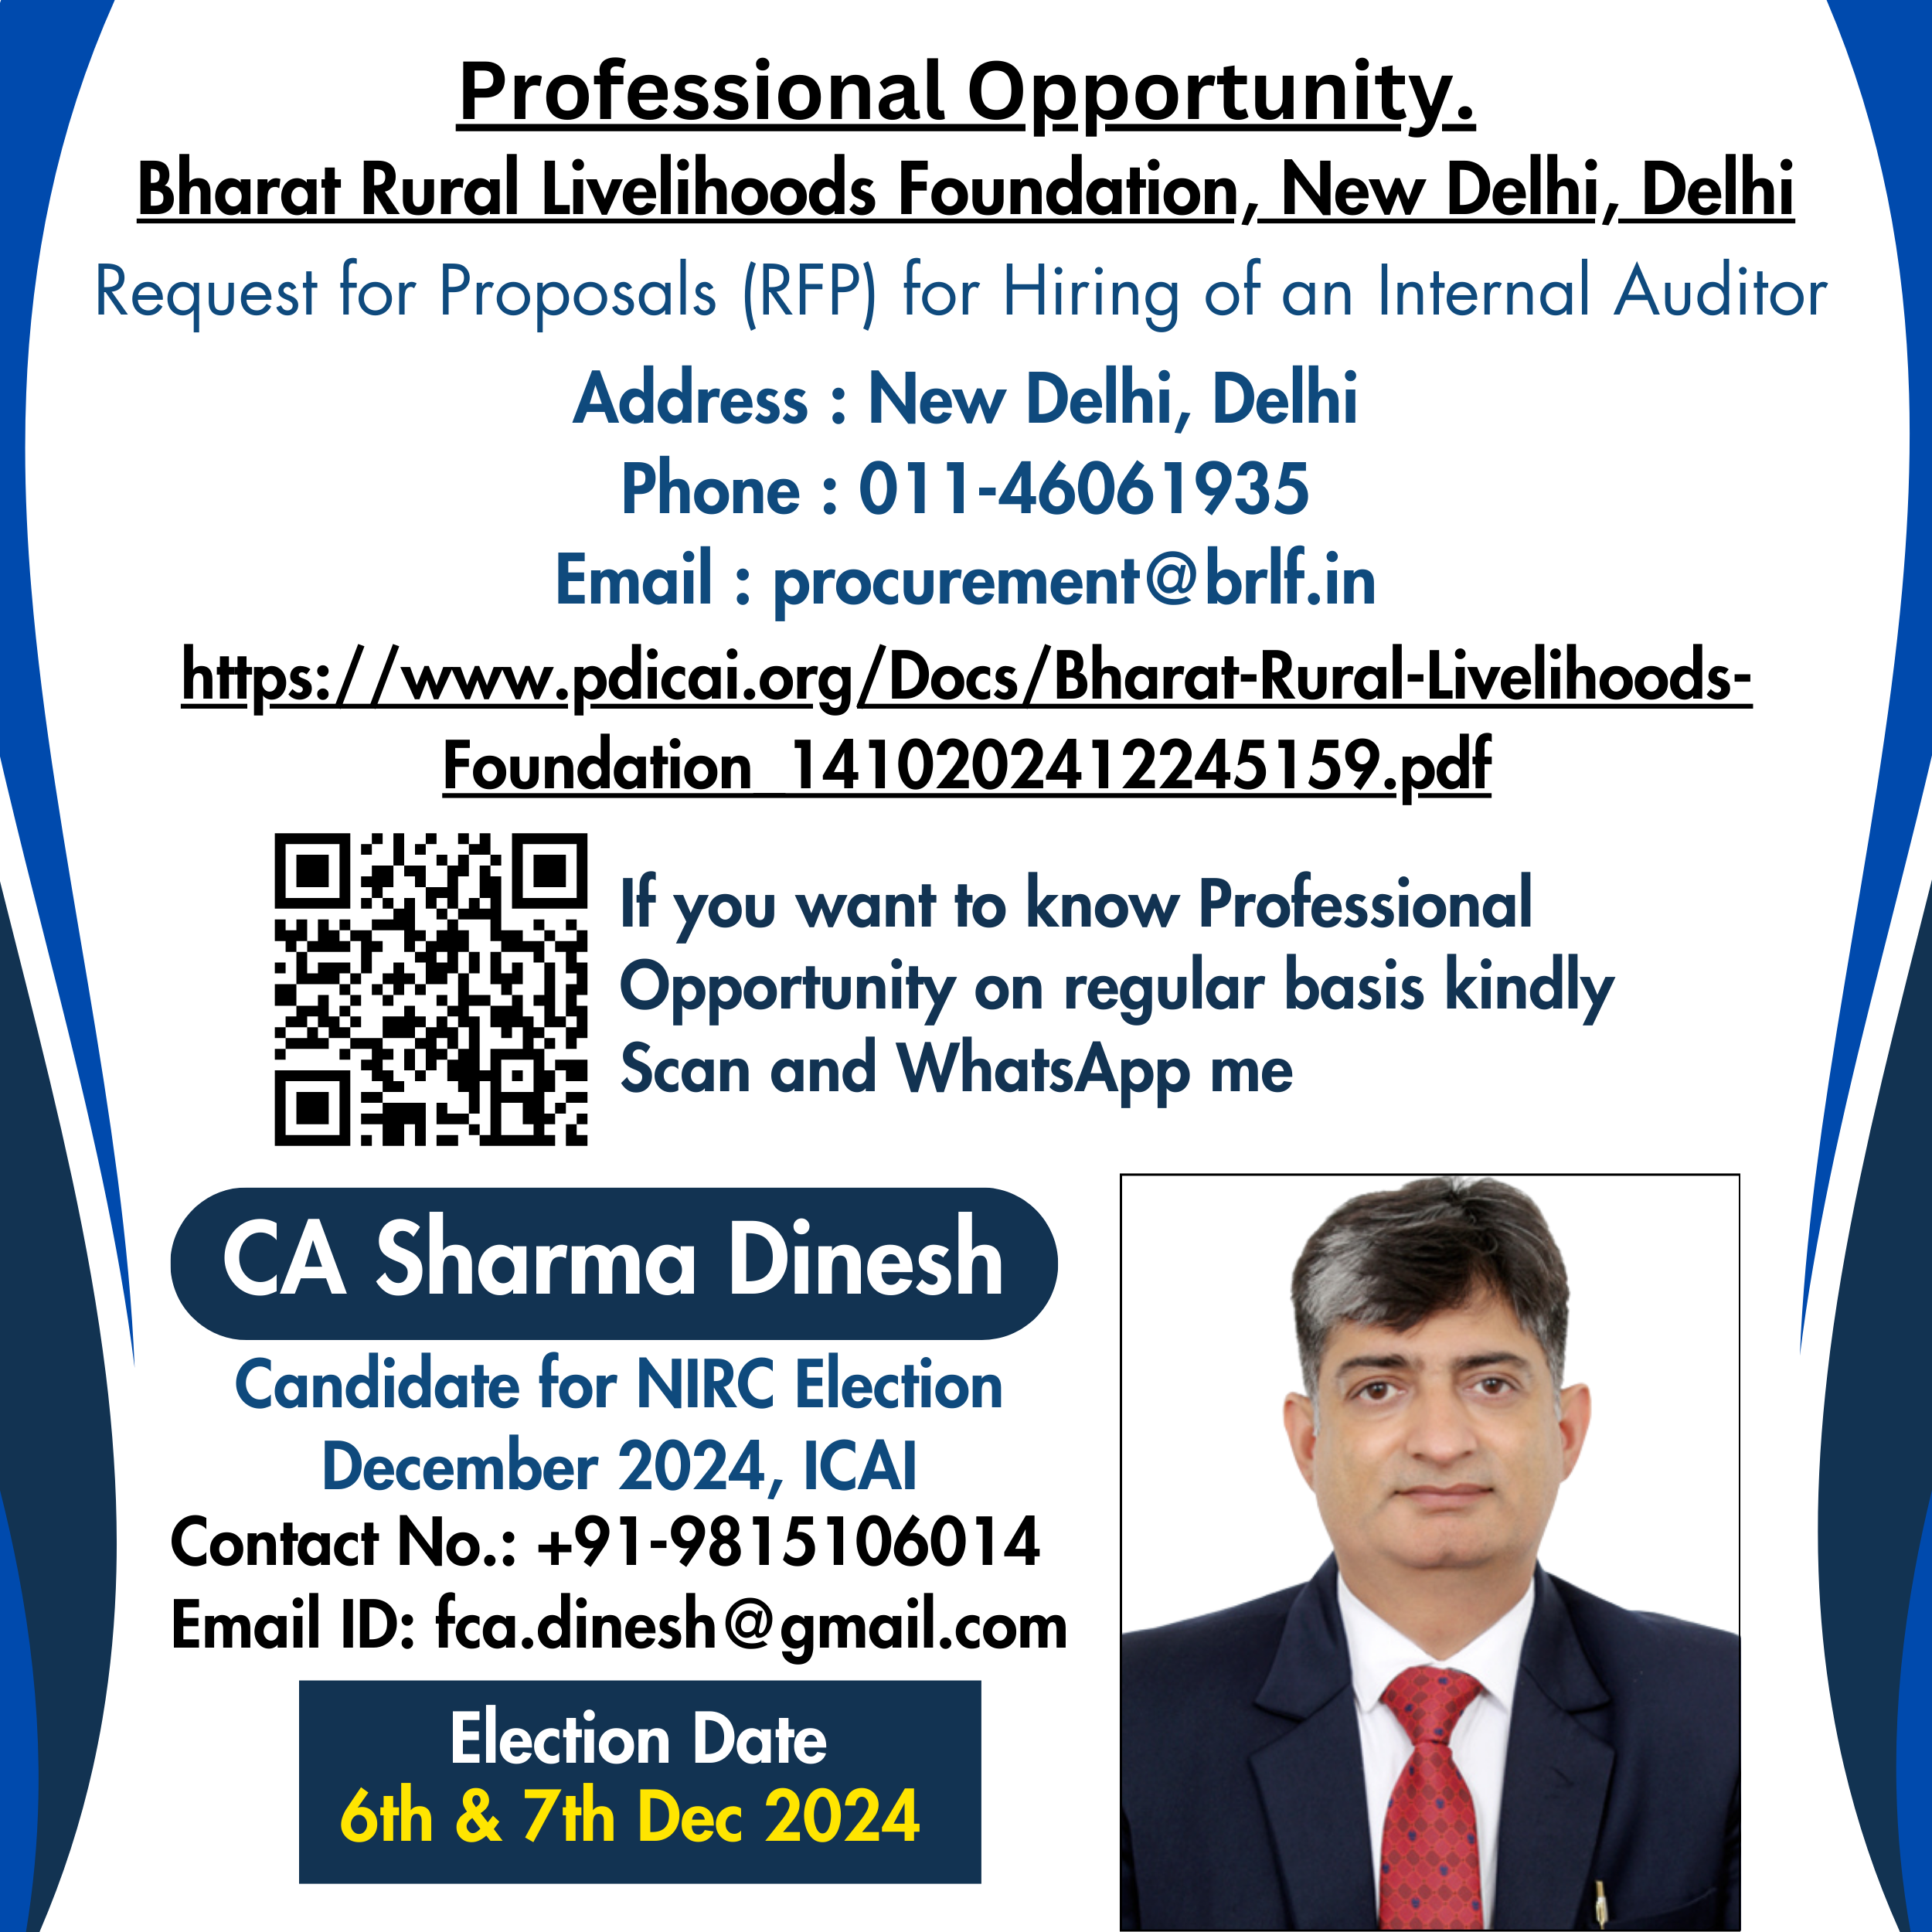 Professional Opportunity.
Bharat Rural Livelihoods Foundation, New Delhi, Delhi
Request for Proposals (RFP) for Hiring of an Internal Auditor
Address : New Delhi, Delhi
Phone : 011-46061935
Email : procurement@brlf.in
https://www.pdicai.org/Docs/Bharat-Rural-Livelihoods-
Foundation_1410202412245159.pdf
If you want to know Professional
Opportunity on regular basis kindly
Scan and WhatsApp me
CA Sharma Dinesh
Candidate for NIRC Election
December 2024, ICAI
Contact No.: +91-9815106014
Email ID: fca.dinesh@gmail.com
Election Date
6th & 7th Dec 2024